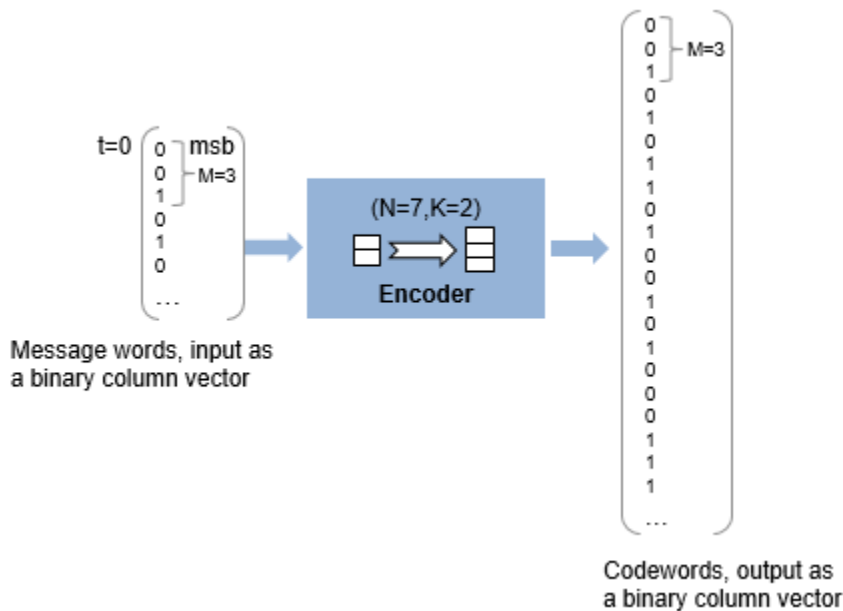 t=0
0 msb
0 M=3
1
0
1
0
...
Message words, input as
a binary column vector
(N=7,K=2)
Encoder
0
0 M=3
1
0
1
0
1
1
0
1
0
0
1
0
1
0
0
0
1
1
1
...
Codewords, output as
a binary column vector